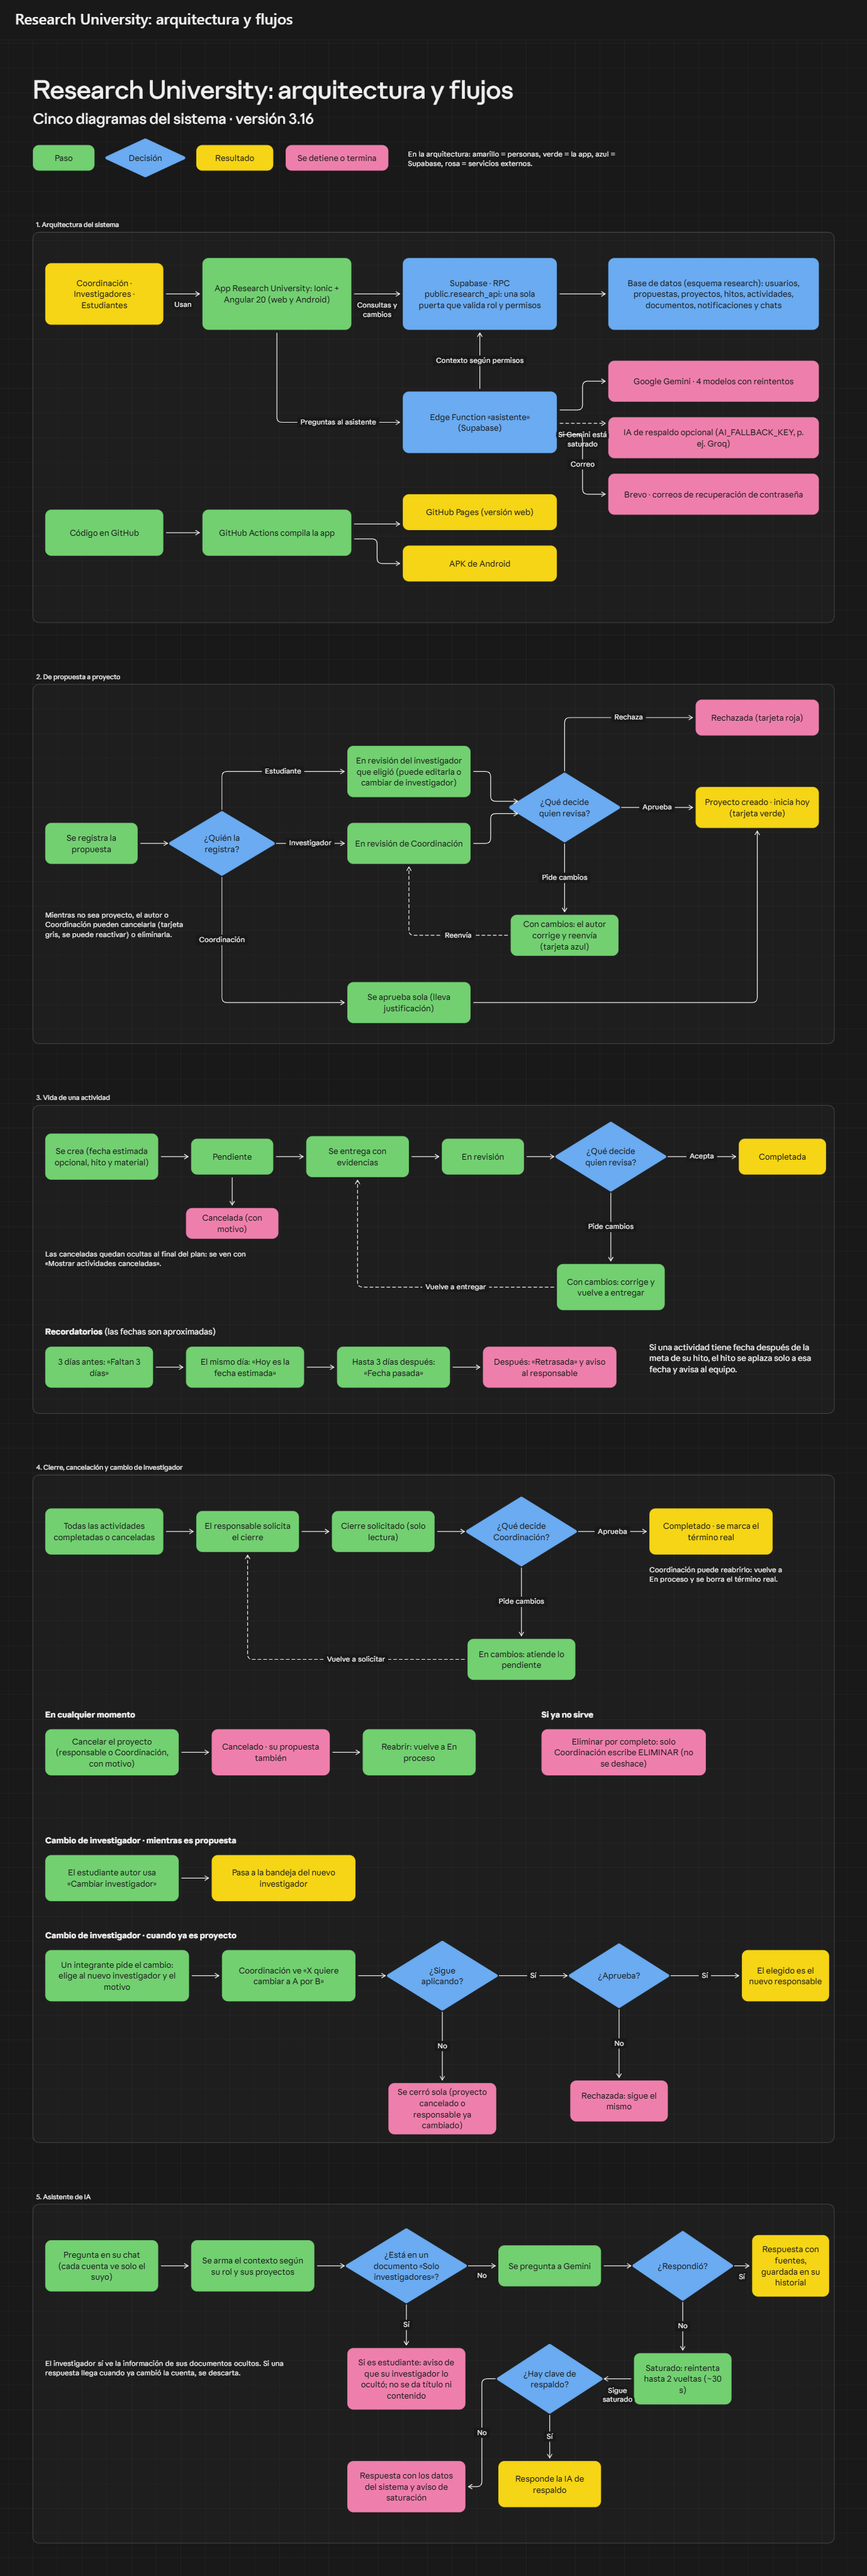 Research University: arquitectura y flujos
Research University: arquitectura y flujos
Cinco diagramas del sistema · versión 3.16
Paso
Decisión
Resultado
Se detiene o termina
En la arquitectura: amarillo = personas, verde = la app, azul =
Supabase, rosa = servicios externos.
1. Arquitectura del sistema
Coordinación ·
Investigadores ·
Estudiantes
Usan
App Research University: Ionic +
Angular 20 (web y Android)
Consultas y
cambios
Supabase · RPC
public.research_api: una sola
puerta que valida rol y permisos
Base de datos (esquema research): usuarios,
propuestas, proyectos, hitos, actividades,
documentos, notificaciones y chats
Contexto según permisos
Google Gemini · 4 modelos con reintentos
Preguntas al asistente
Edge Function «asistente»
(Supabase)
Si Gemini está
saturado
IA de respaldo opcional (AI_FALLBACK_KEY, p.
ej. Groq)
Correo
Brevo · correos de recuperación de contraseña
Código en GitHub
GitHub Actions compila la app
GitHub Pages (versión web)
APK de Android
2. De propuesta a proyecto
Rechaza
Rechazada (tarjeta roja)
Estudiante
En revisión del investigador
que eligió (puede editarla o
cambiar de investigador)
¿Qué decide
quien revisa?
Aprueba
Proyecto creado · inicia hoy
(tarjeta verde)
Se registra la
propuesta
¿Quién la
registra?
Investigador
En revisión de Coordinación
Pide cambios
Mientras no sea proyecto, el autor o
Coordinación pueden cancelarla (tarjeta
gris, se puede reactivar) o eliminarla.
Coordinación
Reenvía
Con cambios: el autor
corrige y reenvía
(tarjeta azul)
Se aprueba sola (lleva
justificación)
3. Vida de una actividad
Se crea (fecha estimada
opcional, hito y material)
Pendiente
Se entrega con
evidencias
En revisión
¿Qué decide
quien revisa?
Acepta
Completada
Cancelada (con
motivo)
Pide cambios
Las canceladas quedan ocultas al final del plan: se ven con
«Mostrar actividades canceladas».
Vuelve a entregar
Con cambios: corrige y
vuelve a entregar
Recordatorios (las fechas son aproximadas)
3 días antes: «Faltan 3
días»
El mismo día: «Hoy es la
fecha estimada»
Hasta 3 días después:
«Fecha pasada»
Después: «Retrasada» y aviso
al responsable
Si una actividad tiene fecha después de la
meta de su hito, el hito se aplaza solo a esa
fecha y avisa al equipo.
4. Cierre, cancelación y cambio de investigador
Todas las actividades
completadas o canceladas
El responsable solicita
el cierre
Cierre solicitado (solo
lectura)
¿Qué decide
Coordinación?
Aprueba
Completado · se marca el
término real
Coordinación puede reabrirlo: vuelve a
En proceso y se borra el término real.
Pide cambios
Vuelve a solicitar
En cambios: atiende lo
pendiente
En cualquier momento
Si ya no sirve
Cancelar el proyecto
(responsable o Coordinación,
con motivo)
Cancelado · su propuesta
también
Reabrir: vuelve a En
proceso
Eliminar por completo: solo
Coordinación escribe ELIMINAR (no
se deshace)
Cambio de investigador · mientras es propuesta
El estudiante autor usa
«Cambiar investigador»
Pasa a la bandeja del nuevo
investigador
Cambio de investigador · cuando ya es proyecto
Un integrante pide el cambio:
elige al nuevo investigador y el
motivo
Coordinación ve «X quiere
cambiar a A por B»
¿Sigue
aplicando?
Sí
¿Aprueba?
Sí
El elegido es el
nuevo responsable
No
No
Se cerró sola (proyecto
cancelado o
responsable ya
cambiado)
Rechazada: sigue el
mismo
5. Asistente de IA
Pregunta en su chat
(cada cuenta ve solo el
suyo)
Se arma el contexto según
su rol y sus proyectos
¿Está en un
documento «Solo
investigadores»?
No
Se pregunta a Gemini
¿Respondió?
Sí
Respuesta con
fuentes,
guardada en su
historial
Sí
No
El investigador sí ve la información de sus documentos ocultos. Si una
respuesta llega cuando ya cambió la cuenta, se descarta.
Si es estudiante: aviso de
que su investigador lo
ocultó; no se da título ni
contenido
¿Hay clave de
respaldo?
Sigue
saturado
Saturado: reintenta
hasta 2 vueltas (~30
s)
No
Sí
Respuesta con los datos
del sistema y aviso de
saturación
Responde la IA de
respaldo